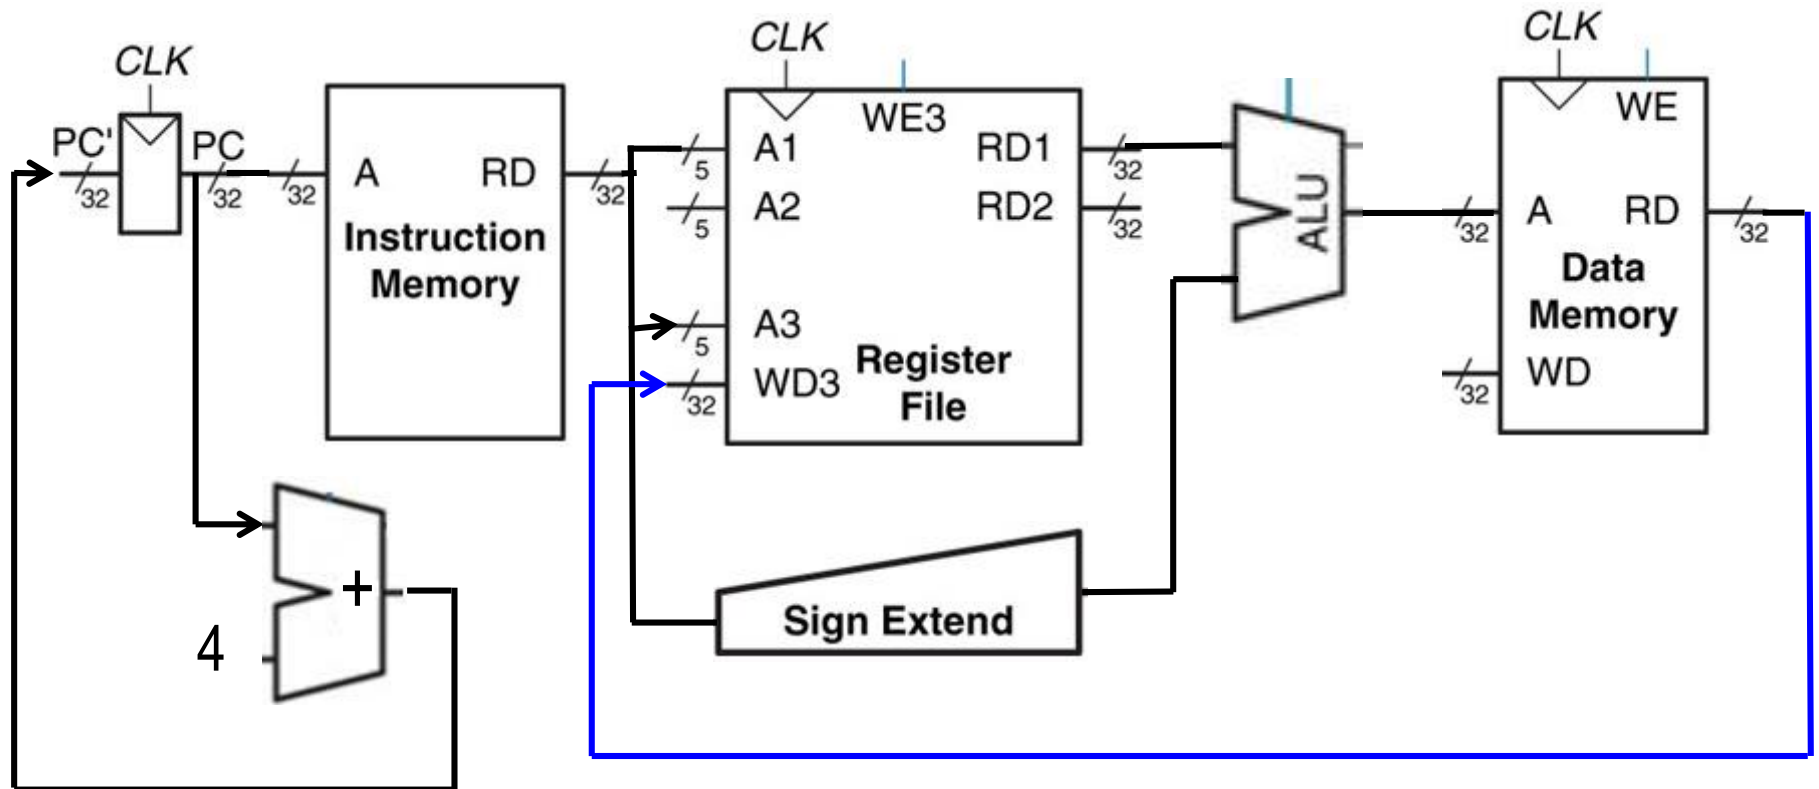 CLK
PC'
32
PC
32
32
A
RD
Instruction
Memory
32
CLK
WE3
A1
5
A2
5
A3
5
WD3
32
RD1
32
RD2
32
Register
File
ALU
CLK
WE
32
A
RD
32
Data
Memory
WD
32
+
4
Sign Extend